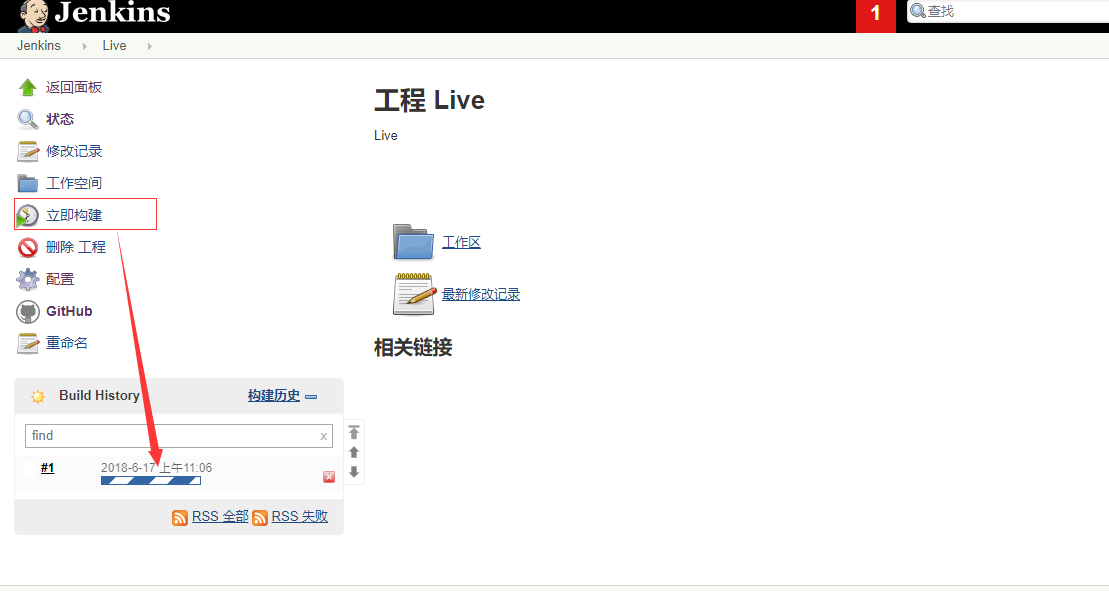 Jenkins
1
查找
Jenkins
Live
返回面板
状态
修改记录
工作空间
立即构建
删除 工程
配置
GitHub
重命名
工程 Live
Live
工作区
最新修改记录
相关链接
Build History
构建历史
find
x
#1
2018-6-17 上午11:06
RSS 全部
RSS 失败